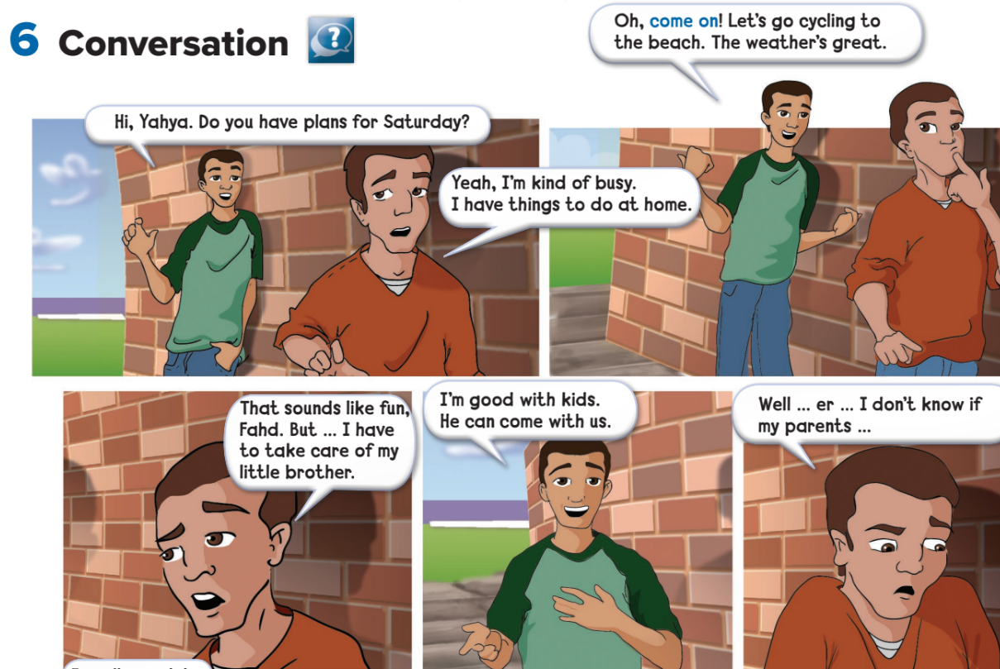 6 Conversation
Hi, Yahya. Do you have plans for Saturday?
Yeah, I'm kind of busy.
I have things to do at home.
Oh, come on! Let's go cycling to
the beach. The weather's great.
That sounds like fun,
Fahd. But ... I have
to take care of my
little brother.
I'm good with kids.
He can come with us.
Well ... er ... I don't know if
my parents ...